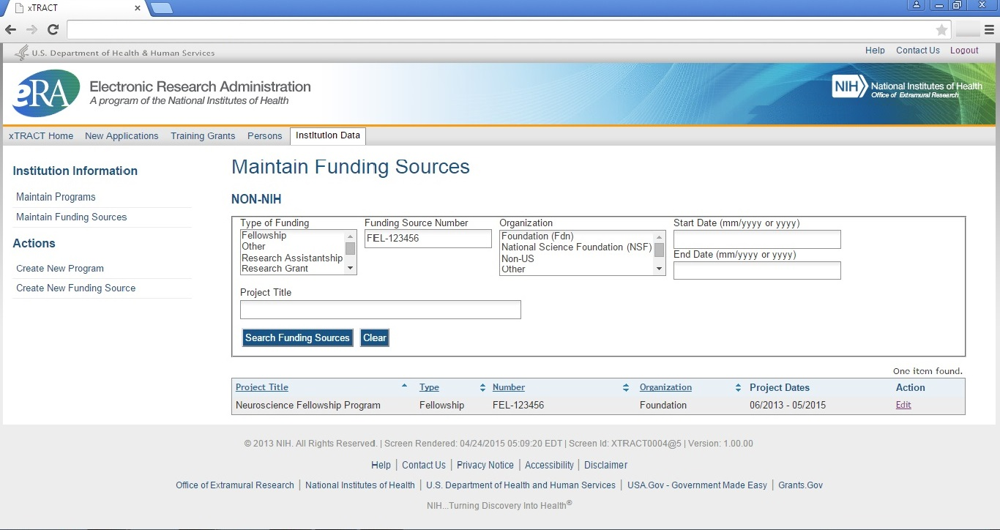 xTRACT
U.S. Department of Health & Human Services
Help Contact Us Logout
eRA Electronic Research Administration
A program of the National Institutes of Health
NIH National Institutes of Health
Office of Extramural Research
xTRACT Home New Applications Training Grants Persons Institution Data
Institution Information
Maintain Programs
Maintain Funding Sources
Actions
Create New Program
Create New Funding Source
Maintain Funding Sources
NON-NIH
Type of Funding Funding Source Number Organization Start Date (mm/yyyy or yyyy)
Fellowship
Other
Research Assistantship
Research Grant
FEL-123456
Foundation (Fdn)
National Science Foundation (NSF)
Non-US
Other
End Date (mm/yyyy or yyyy)
Project Title
Search Funding Sources Clear
One item found.
Project Title Type Number Organization Project Dates Action
Neuroscience Fellowship Program Fellowship FEL-123456 Foundation 06/2013 - 05/2015 Edit
© 2013 NIH. All Rights Reserved. | Screen Rendered: 04/24/2015 05:09:20 EDT | Screen Id: XTRACT0004@5 | Version: 1.00.00
Help | Contact Us | Privacy Notice | Accessibility | Disclaimer
Office of Extramural Research | National Institutes of Health | U.S. Department of Health and Human Services | USA.Gov - Government Made Easy | Grants.Gov
NIH...Turning Discovery Into Health®